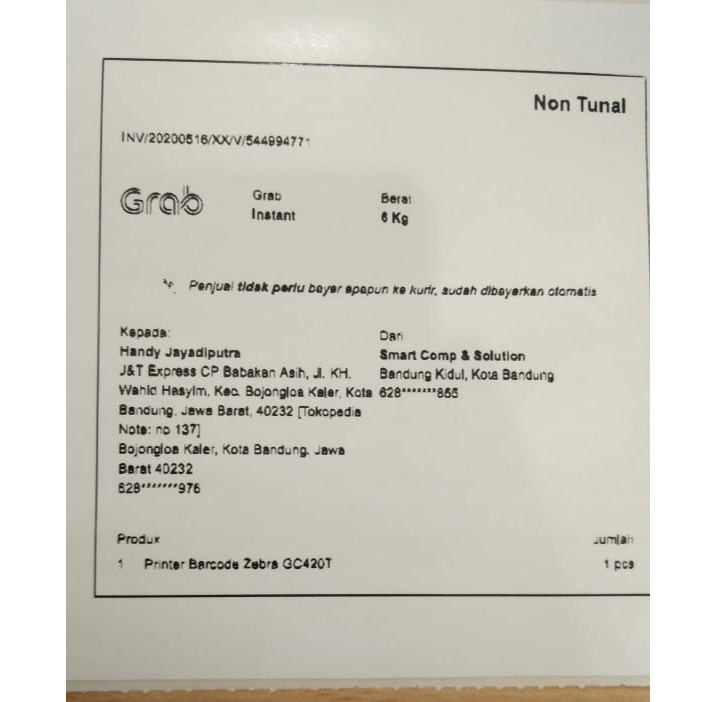 Non Tunai
INV/20200516/XX/V/544994771
Grab
Grab
Instant
Berat
6 Kg
Penjual tidak perlu bayar apapun ke kurir, sudah dibayarkan otomatis
Kepada:
Handy Jayadiputra
J&T Express CP Babakan Asih, Jl. KH.
Wahid Hasyim, Kec. Bojongloa Kaler, Kota
Bandung, Jawa Barat, 40232 [Tokopedia
Note: no 137]
Bojongloa Kaler, Kota Bandung, Jawa
Barat 40232
628*******976
Dari
Smart Comp & Solution
Bandung Kidul, Kota Bandung
628*******855
Produk
Jumlah
1 Printer Barcode Zebra GC420T
1 pcs